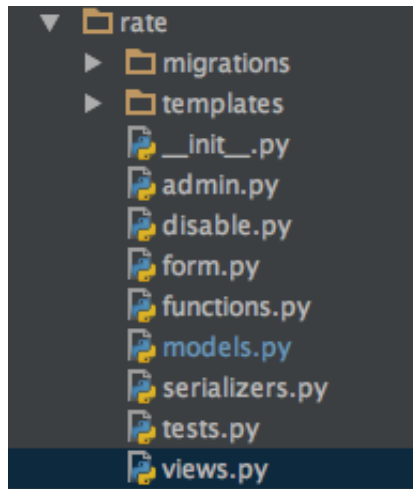 rate
migrations
templates
__init__.py
admin.py
disable.py
form.py
functions.py
models.py
serializers.py
tests.py
views.py